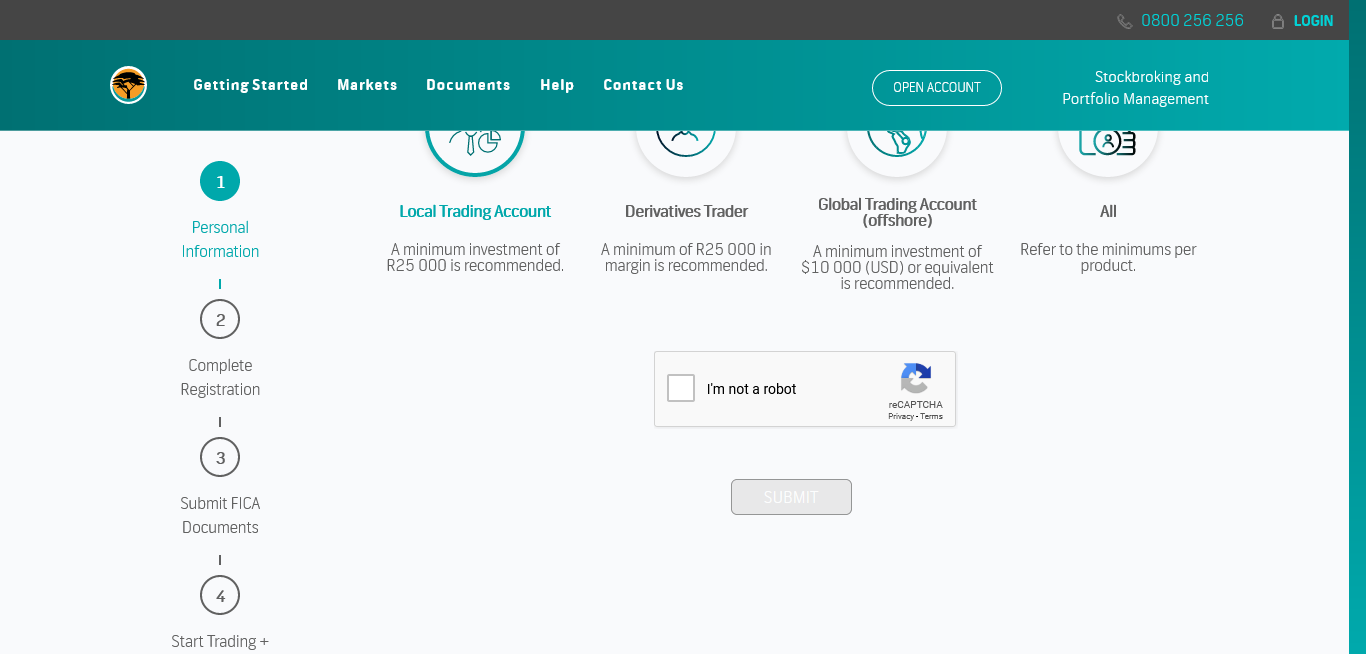 0800 256 256
LOGIN
Getting Started
Markets
Documents
Help
Contact Us
OPEN ACCOUNT
Stockbroking and
Portfolio Management
1
Personal
Information
2
Complete
Registration
3
Submit FICA
Documents
4
Start Trading +
Local Trading Account
A minimum investment of
R25 000 is recommended.
Derivatives Trader
A minimum of R25 000 in
margin is recommended.
Global Trading Account
(offshore)
A minimum investment of
$10 000 (USD) or equivalent
is recommended.
All
Refer to the minimums per
product.
I'm not a robot
reCAPTCHA
Privacy - Terms
SUBMIT